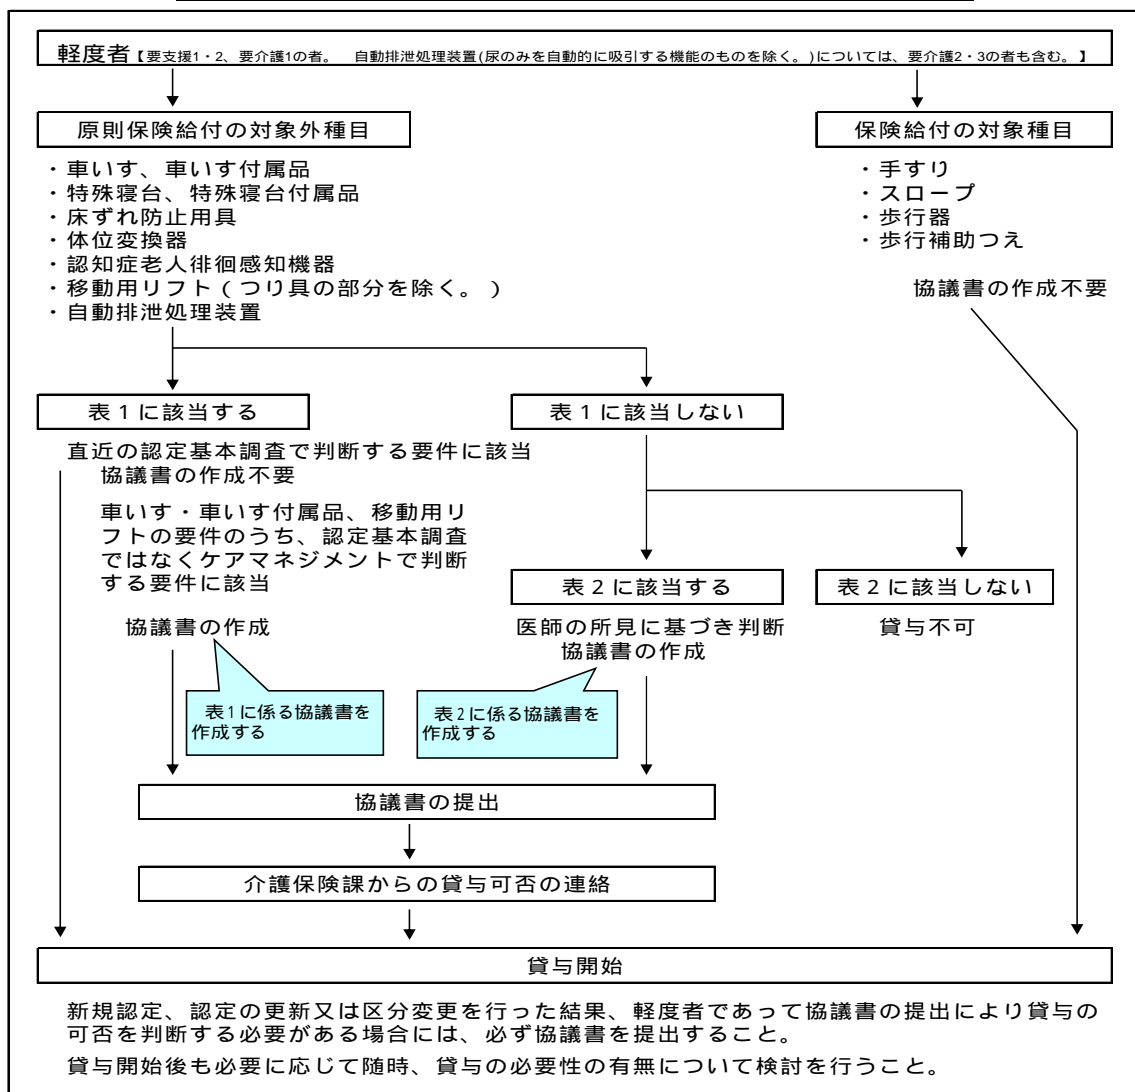 軽度者【要支援1・2、要介護1の者。　自動排泄処理装置(尿のみを自動的に吸引する機能のものを除く。)については、要介護2・3の者も含む。】
原則保険給付の対象外種目
・車いす、車いす付属品
・特殊寝台、特殊寝台付属品
・床ずれ防止用具
・体位変換器
・認知症老人徘徊感知機器
・移動用リフト（つり具の部分を除く。）
・自動排泄処理装置
保険給付の対象種目
・手すり
・スロープ
・歩行器
・歩行補助つえ
協議書の作成不要
表１に該当する
直近の認定基本調査で判断する要件に該当
協議書の作成不要
車いす・車いす付属品、移動用リ
フトの要件のうち、認定基本調査
ではなくケアマネジメントで判断
する要件に該当
協議書の作成
表1に係る協議書を
作成する
表１に該当しない
表２に該当する
医師の所見に基づき判断
協議書の作成
表2に係る協議書を
作成する
表２に該当しない
貸与不可
協議書の提出
介護保険課からの貸与可否の連絡
貸与開始
新規認定、認定の更新又は区分変更を行った結果、軽度者であって協議書の提出により貸与の
可否を判断する必要がある場合には、必ず協議書を提出すること。
貸与開始後も必要に応じて随時、貸与の必要性の有無について検討を行うこと。